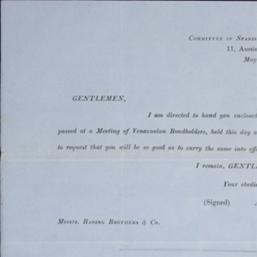 COMMITTEE OF SPANIS
11, AUSTI
May
GENTLEMEN,
I am directed to hand you enclosed
passed at a Meeting of Venezuelan Bondholders, held this day a
to request that you will be so good as to carry the same into eff
I remain, GENTL
Your obedi
(Signed)
MESSRS. BARING BROTHERS & Co.